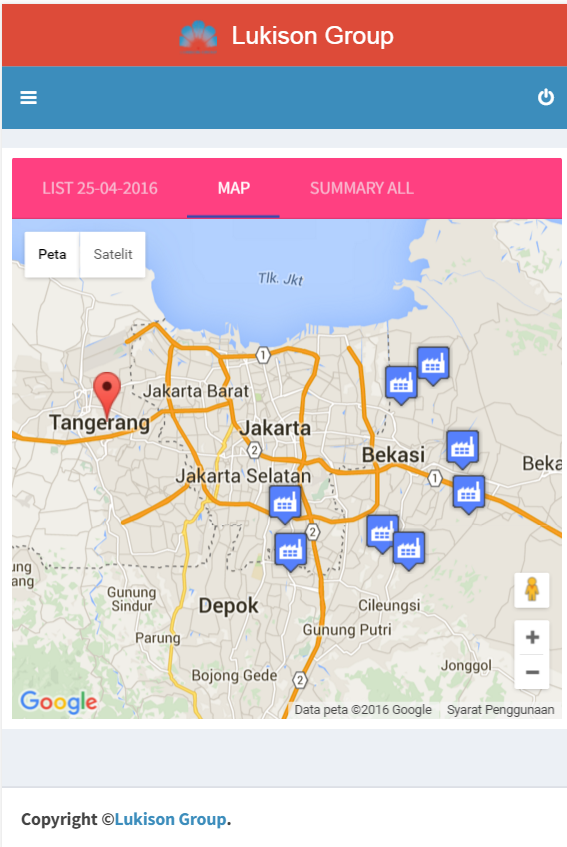 Lukison Group
LIST 25-04-2016 MAP SUMMARY ALL
Peta Satelit
Tlk. Jkt
1
Jakarta Barat
Tangerang
Jakarta
2
Bekasi
Beka
Jakarta Selatan
1
2
ung
ang
Gunung
Sindur
Depok
Cileungsi
Gunung Putri
Parung
+
Jonggol
Bojong Gede
2
−
Google
Data peta ©2016 Google Syarat Penggunaan
Copyright ©Lukison Group.